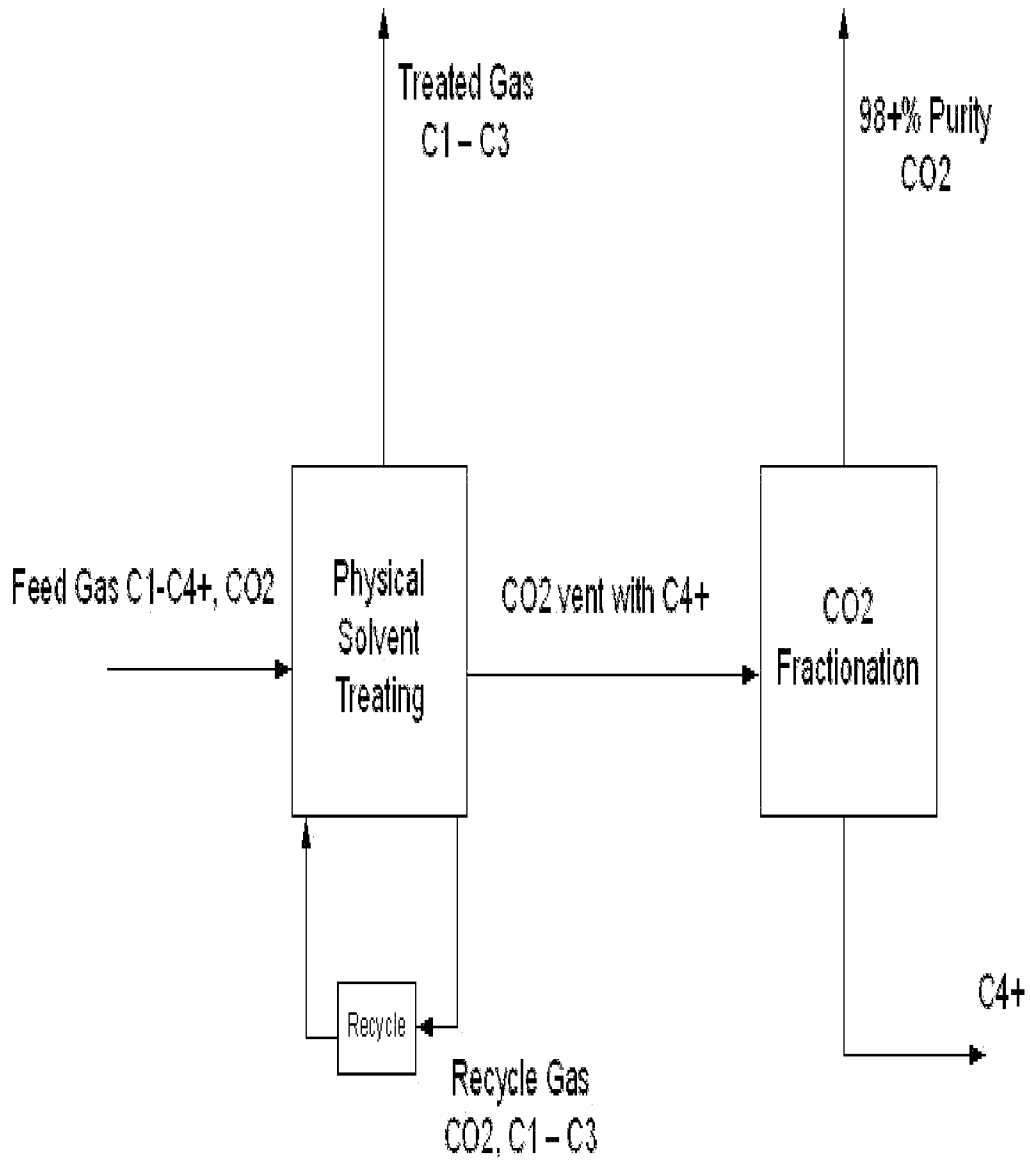 Treated Gas
C1 – C3
98+% Purity
CO2
Feed Gas C1-C4+, CO2
Physical
Solvent
Treating
CO2 vent with C4+
CO2
Fractionation
Recycle
Recycle Gas
CO2, C1 – C3
C4+